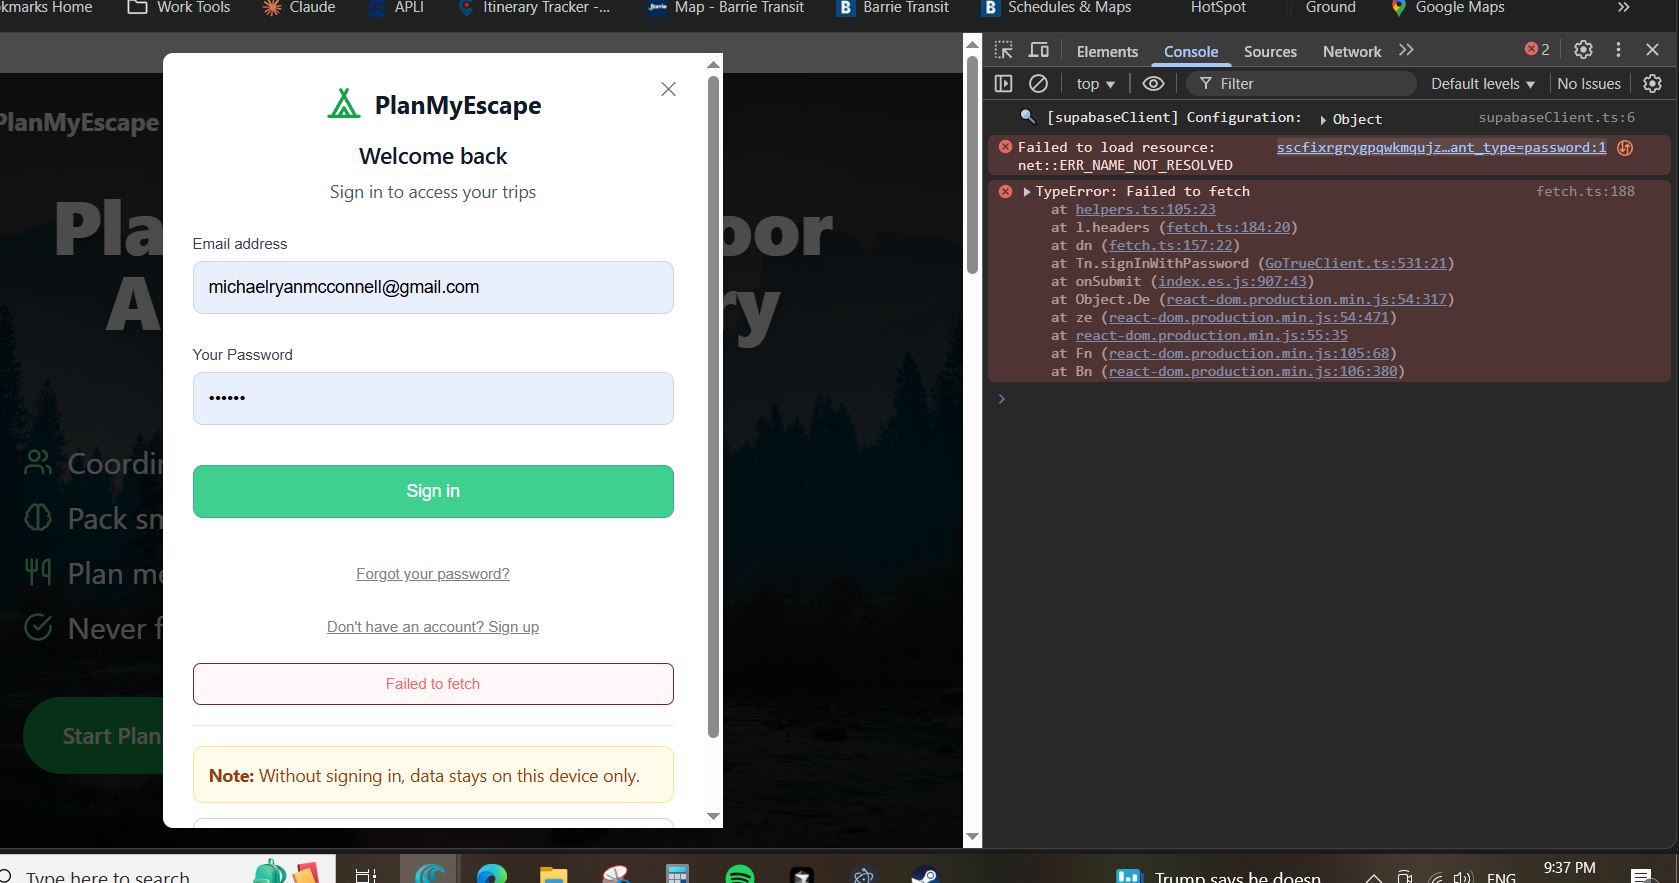 kmarks Home
Work Tools
Claude
APLI
Itinerary Tracker -...
Map - Barrie Transit
Barrie Transit
Schedules & Maps
HotSpot
Ground
Google Maps
PlanMyEscape
Pla
oor
A
ry
Coordin
Pack sm
Plan me
Never f
Start Plan
PlanMyEscape
Welcome back
Sign in to access your trips
Email address
michaelryanmcconnell@gmail.com
Your Password
••••••
Sign in
Forgot your password?
Don't have an account? Sign up
Failed to fetch
Note: Without signing in, data stays on this device only.
Elements Console Sources Network 2
top Filter Default levels No Issues
[supabaseClient] Configuration: Object supabaseClient.ts:6
Failed to load resource: sscfixrgrygpqwkmqujz…ant_type=password:1
net::ERR_NAME_NOT_RESOLVED
TypeError: Failed to fetch fetch.ts:188
at helpers.ts:105:23
at l.headers (fetch.ts:184:20)
at dn (fetch.ts:157:22)
at Tn.signInWithPassword (GoTrueClient.ts:531:21)
at onSubmit (index.es.js:907:43)
at Object.De (react-dom.production.min.js:54:317)
at ze (react-dom.production.min.js:54:471)
at react-dom.production.min.js:55:35
at Fn (react-dom.production.min.js:105:68)
at Bn (react-dom.production.min.js:106:380)
Type here to search
Trump says he doesn
ENG
9:37 PM